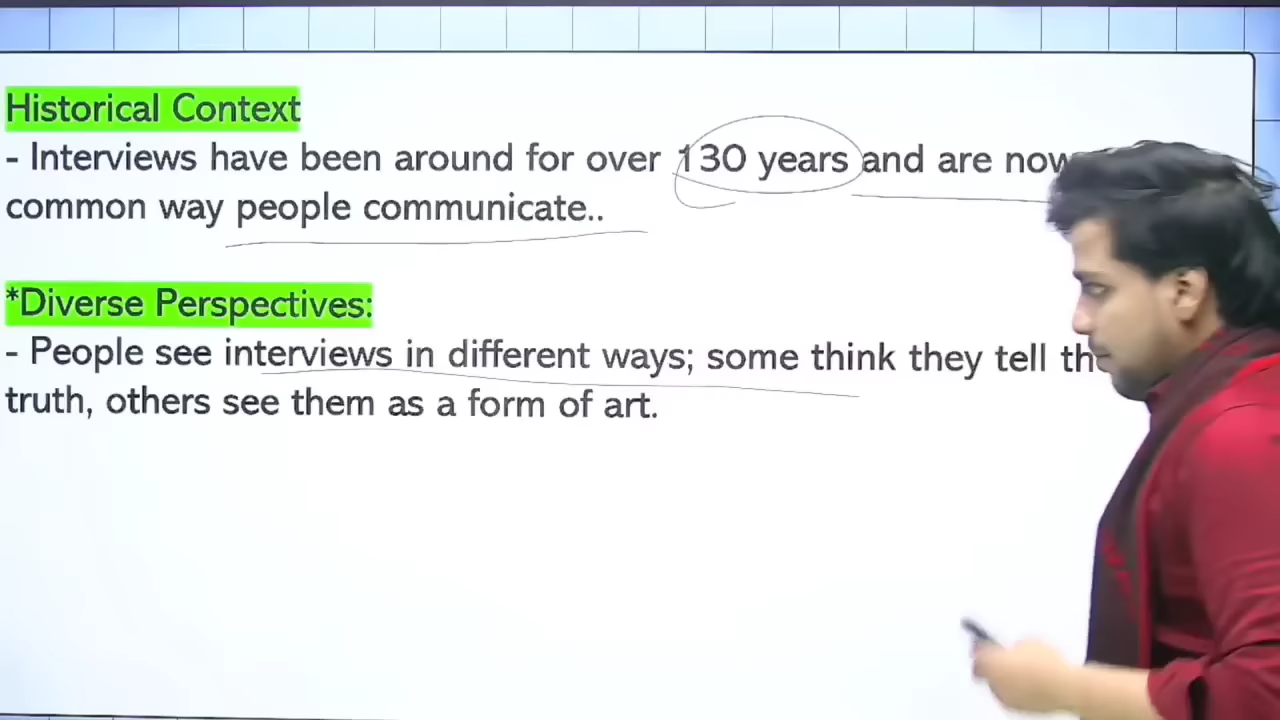 Historical Context
- Interviews have been around for over 130 years and are now
common way people communicate..
*Diverse Perspectives:
- People see interviews in different ways; some think they tell
truth, others see them as a form of art.